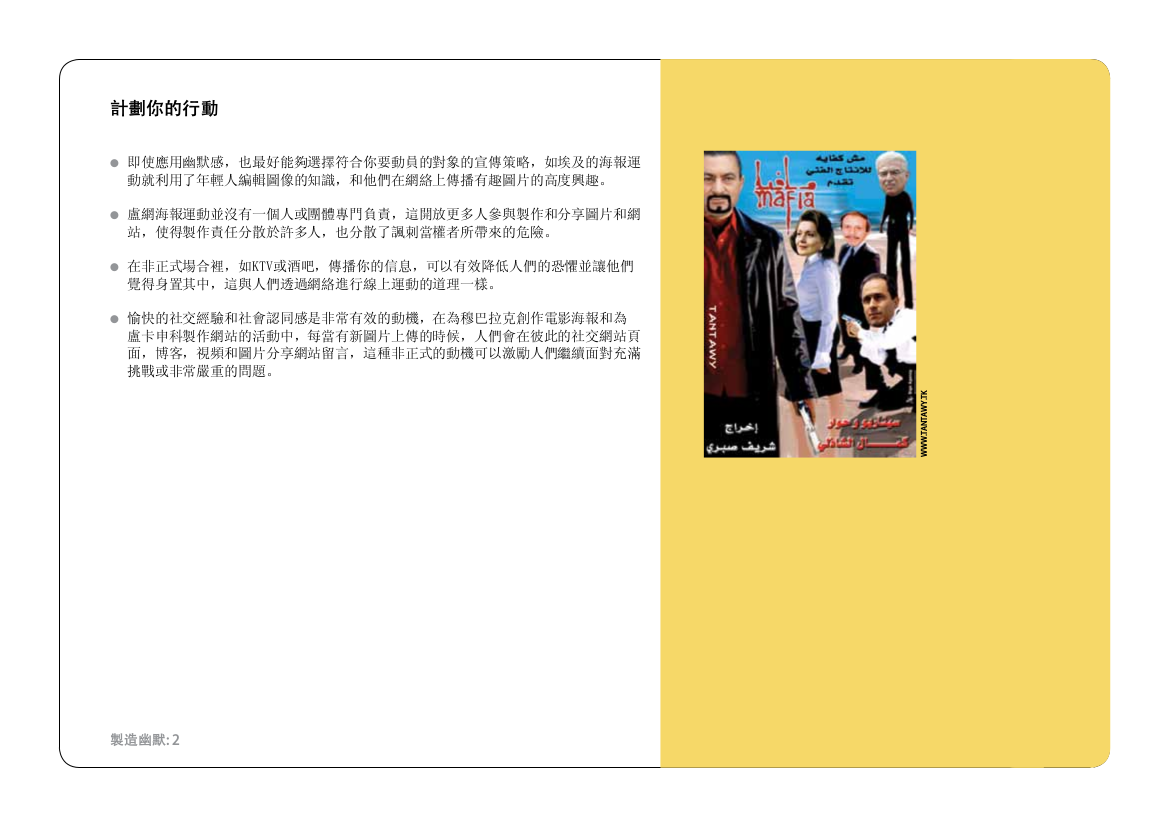 計劃你的行動
● 即使應用幽默感，也最好能夠選擇符合你要動員的對象的宣傳策略，如埃及的海報運
動就利用了年輕人編輯圖像的知識，和他們在網絡上傳播有趣圖片的高度興趣。
● 盧網海報運動並沒有一個人或團體專門負責，這開放更多人參與製作和分享圖片和網
站，使得製作責任分散於許多人，也分散了諷刺當權者所帶來的危險。
● 在非正式場合裡，如KTV或酒吧，傳播你的信息，可以有效降低人們的恐懼並讓他們
覺得身置其中，這與人們透過網絡進行線上運動的道理一樣。
● 愉快的社交經驗和社會認同感是非常有效的動機，在為穆巴拉克創作電影海報和為
盧卡申科製作網站的活動中，每當有新圖片上傳的時候，人們會在彼此的社交網站頁
面，博客，視頻和圖片分享網站留言，這種非正式的動機可以激勵人們繼續面對充滿
挑戰或非常嚴重的問題。
مش كفايه
للانتاج الفني
تقدم
mafia
TANTAWY
إخراج
شريف صبري
سيناريو وحوار
كمال الشاذلي
WWW.TANTAWY.TK
製造幽默: 2